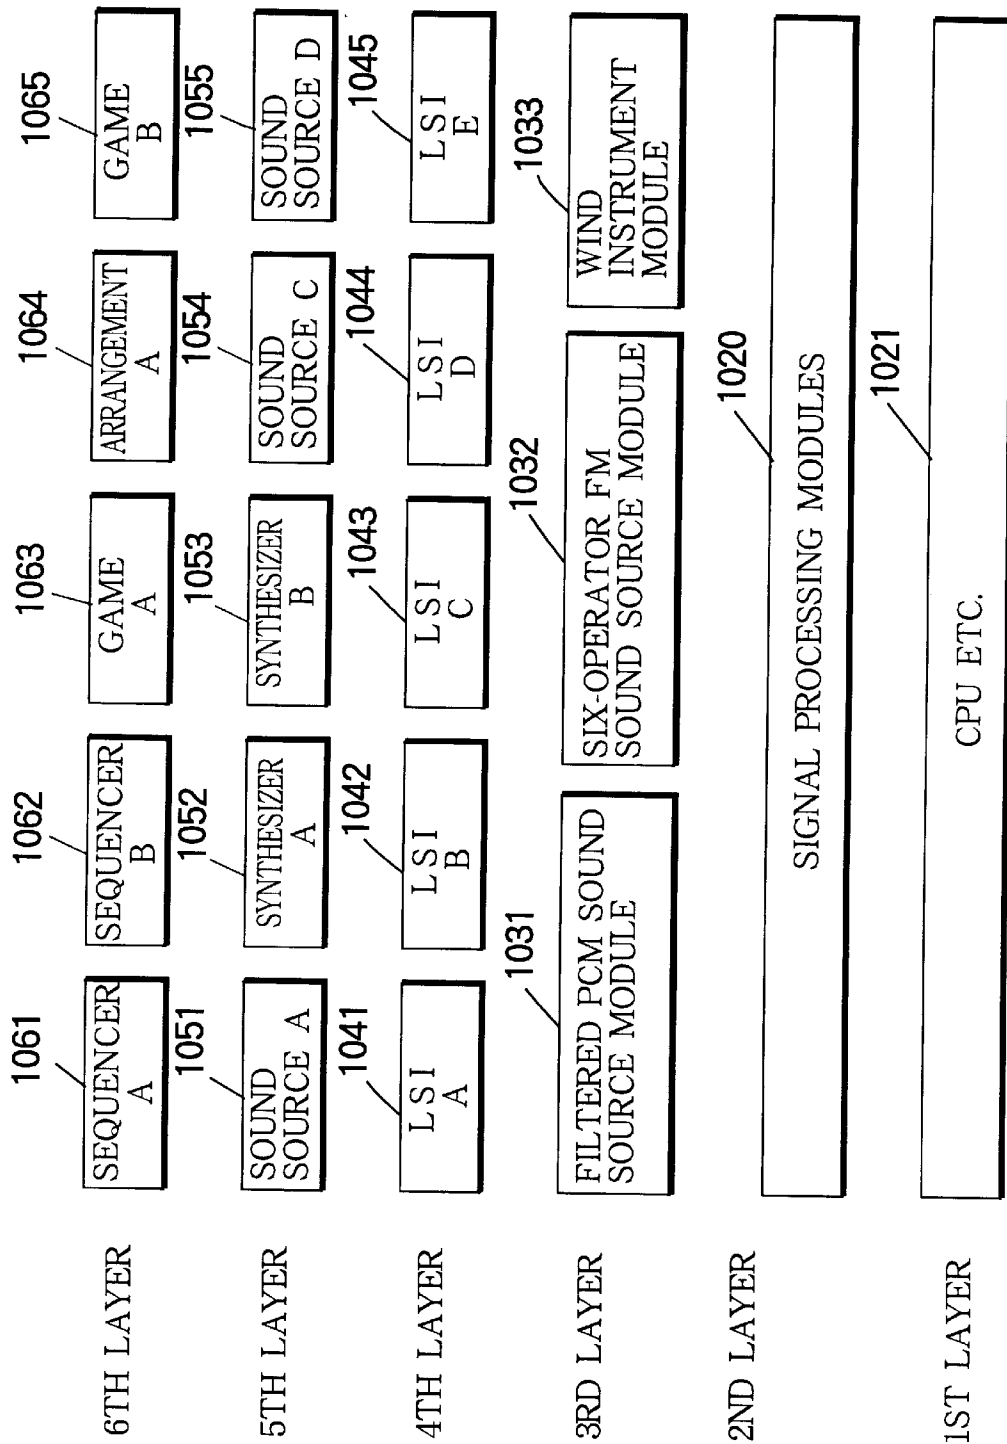 1061
1062
1063
1064
1065
6TH LAYER
SEQUENCER
A
SEQUENCER
B
GAME
A
ARRANGEMENT
A
GAME
B
1051
1052
1053
1054
1055
5TH LAYER
SOUND
SOURCE A
SYNTHESIZER
A
SYNTHESIZER
B
SOUND
SOURCE C
SOUND
SOURCE D
1041
1042
1043
1044
1045
4TH LAYER
LSI
A
LSI
B
LSI
C
LSI
D
LSI
E
1031
1032
1033
3RD LAYER
FILTERED PCM SOUND
SOURCE MODULE
SIX-OPERATOR FM
SOUND SOURCE MODULE
WIND
INSTRUMENT
MODULE
1020
2ND LAYER
SIGNAL PROCESSING MODULES
1021
1ST LAYER
CPU ETC.